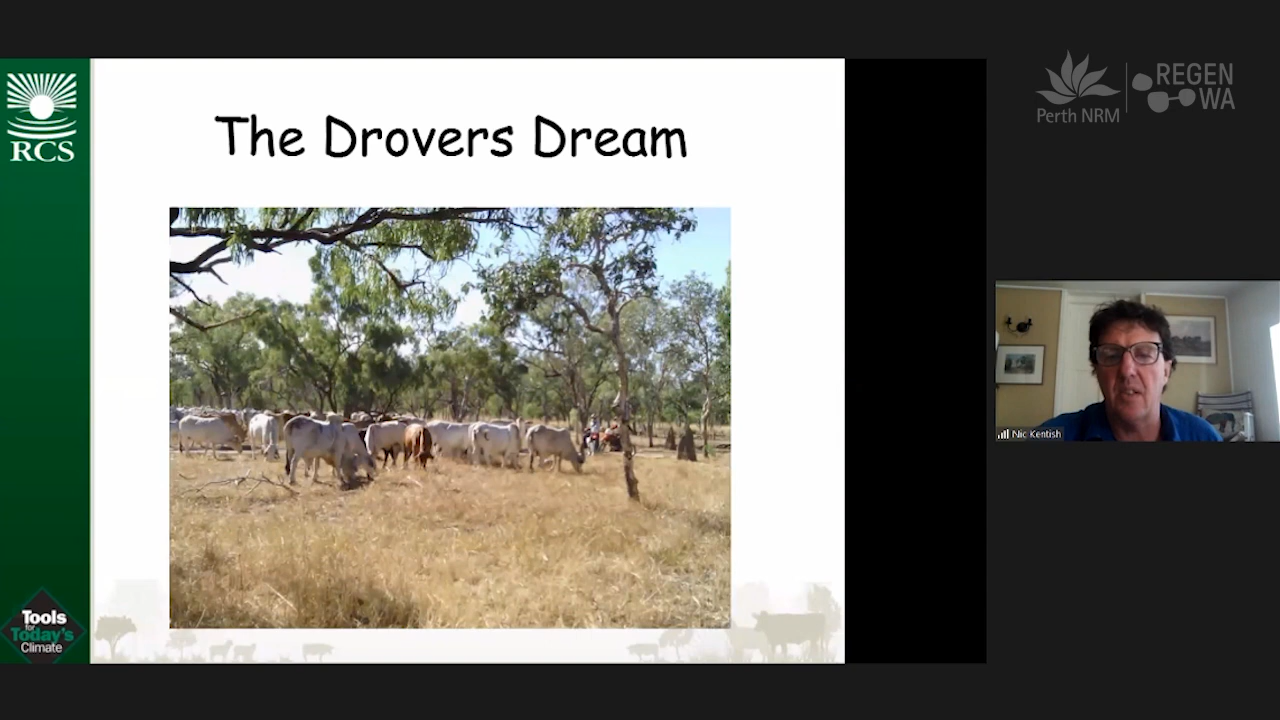 RCS
The Drovers Dream
Perth NRM
REGEN
WA
Nic Kentish
Tools
for
Today's
Climate